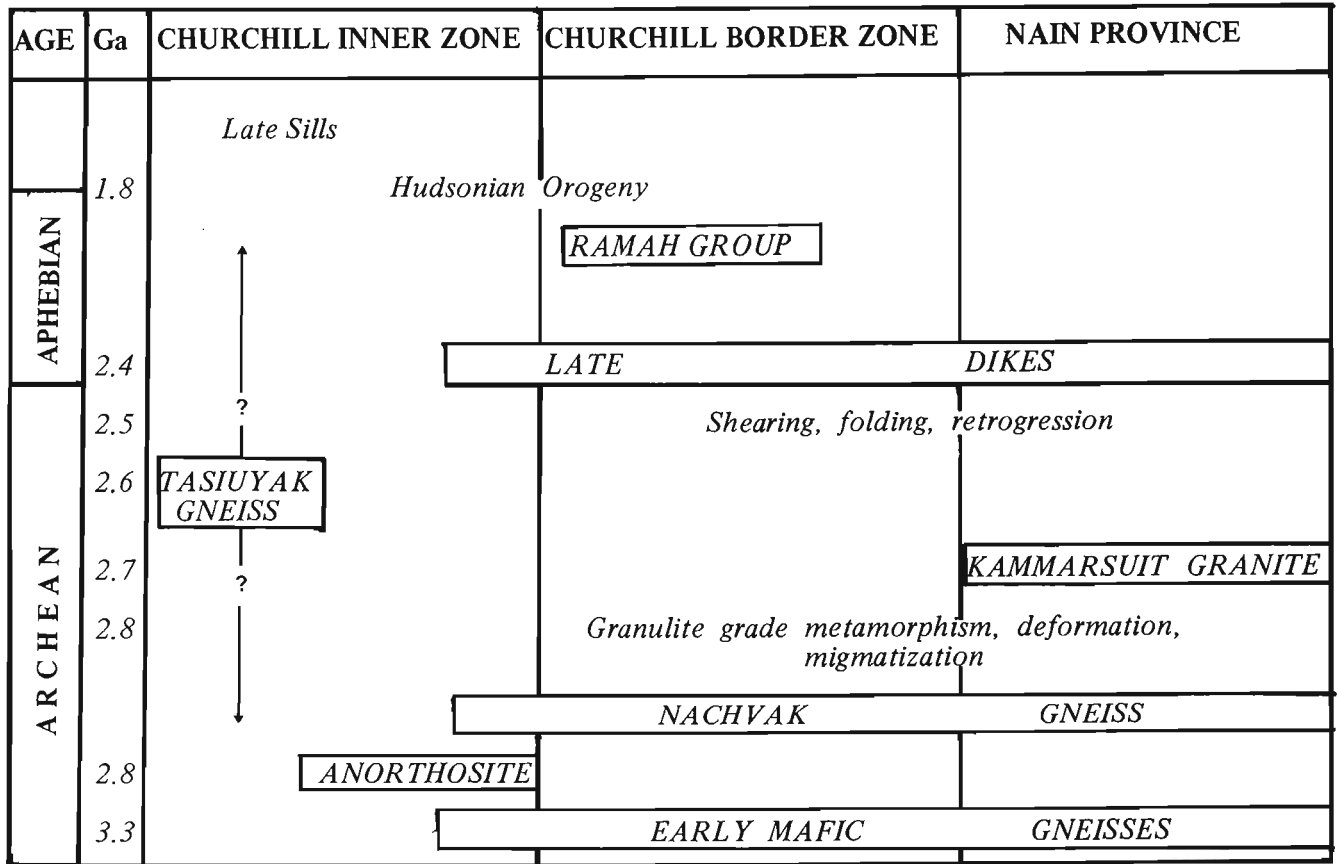 AGE Ga CHURCHILL INNER ZONE CHURCHILL BORDER ZONE NAIN PROVINCE
Late Sills
1.8 Hudsonian Orogeny
APHEBIAN
RAMAH GROUP
2.4 LATE DIKES
?
2.5 Shearing, folding, retrogression
2.6 TASIUYAK
GNEISS
ARCHEAN
2.7 KAMMARSUIT GRANITE
?
2.8 Granulite grade metamorphism, deformation,
migmatization
NACHVAK GNEISS
2.8 ANORTHOSITE
3.3 EARLY MAFIC GNEISSES